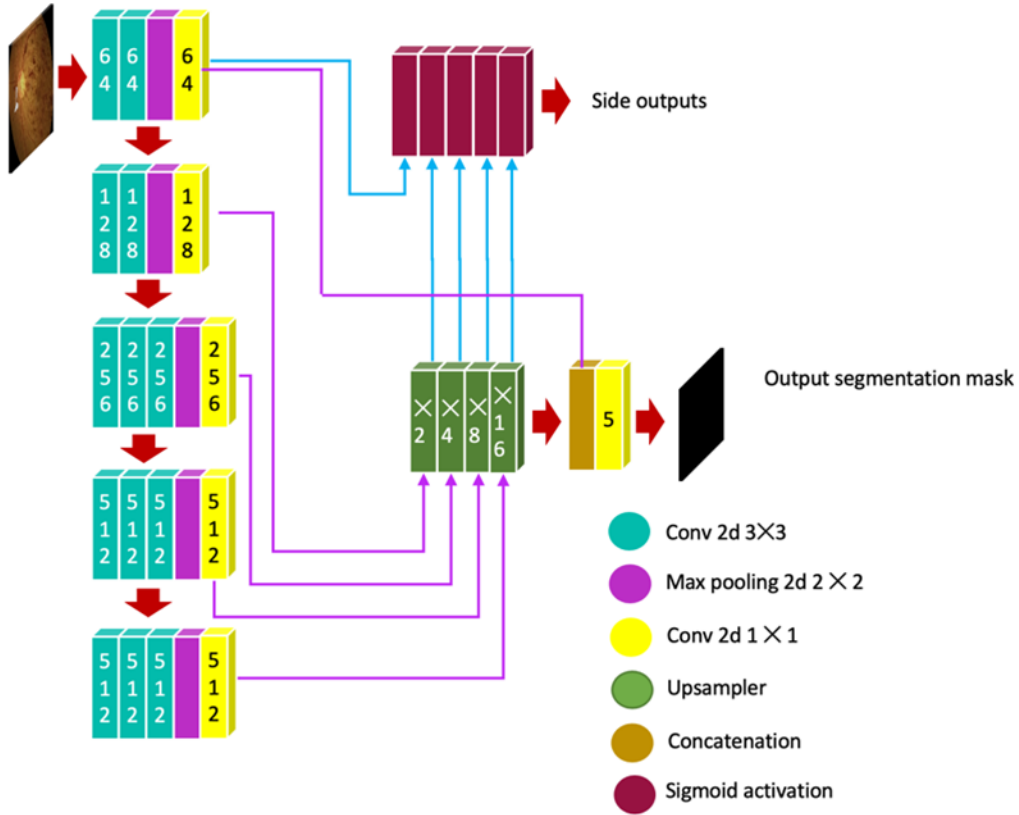 64 64 64
Side outputs
128 128 128
256 256 256 256
×2 ×4 ×8 ×16
5
Output segmentation mask
512 512 512 512
512 512 512 512
Conv 2d 3×3
Max pooling 2d 2 × 2
Conv 2d 1 × 1
Upsampler
Concatenation
Sigmoid activation